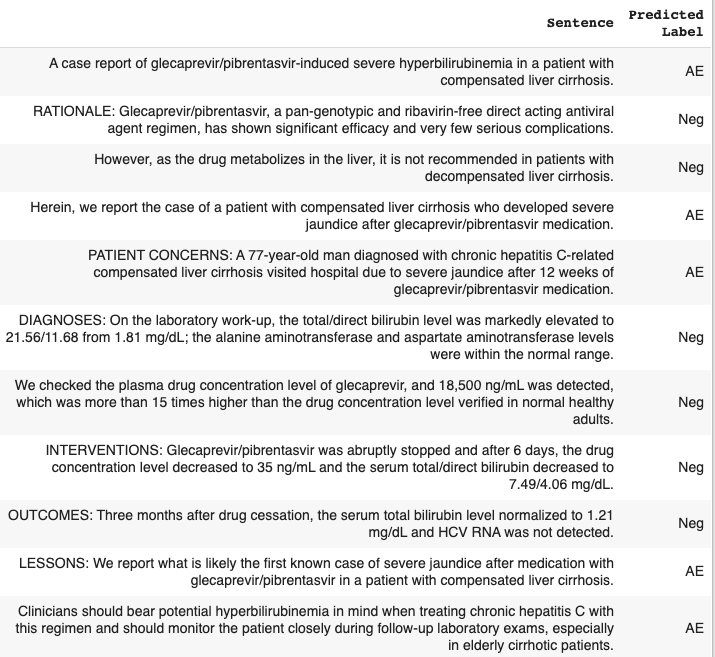 Sentence Predicted Label
A case report of glecaprevir/pibrentasvir-induced severe hyperbilirubinemia in a patient with
compensated liver cirrhosis.
AE
RATIONALE: Glecaprevir/pibrentasvir, a pan-genotypic and ribavirin-free direct acting antiviral
agent regimen, has shown significant efficacy and very few serious complications.
Neg
However, as the drug metabolizes in the liver, it is not recommended in patients with
decompensated liver cirrhosis.
Neg
Herein, we report the case of a patient with compensated liver cirrhosis who developed severe
jaundice after glecaprevir/pibrentasvir medication.
AE
PATIENT CONCERNS: A 77-year-old man diagnosed with chronic hepatitis C-related
compensated liver cirrhosis visited hospital due to severe jaundice after 12 weeks of
glecaprevir/pibrentasvir medication.
AE
DIAGNOSES: On the laboratory work-up, the total/direct bilirubin level was markedly elevated to
21.56/11.68 from 1.81 mg/dL; the alanine aminotransferase and aspartate aminotransferase levels
were within the normal range.
Neg
We checked the plasma drug concentration level of glecaprevir, and 18,500 ng/mL was detected,
which was more than 15 times higher than the drug concentration level verified in normal healthy
adults.
Neg
INTERVENTIONS: Glecaprevir/pibrentasvir was abruptly stopped and after 6 days, the drug
concentration level decreased to 35 ng/mL and the serum total/direct bilirubin decreased to
7.49/4.06 mg/dL.
Neg
OUTCOMES: Three months after drug cessation, the serum total bilirubin level normalized to 1.21
mg/dL and HCV RNA was not detected.
Neg
LESSONS: We report what is likely the first known case of severe jaundice after medication with
glecaprevir/pibrentasvir in a patient with compensated liver cirrhosis.
AE
Clinicians should bear potential hyperbilirubinemia in mind when treating chronic hepatitis C with
this regimen and should monitor the patient closely during follow-up laboratory exams, especially
in elderly cirrhotic patients.
AE